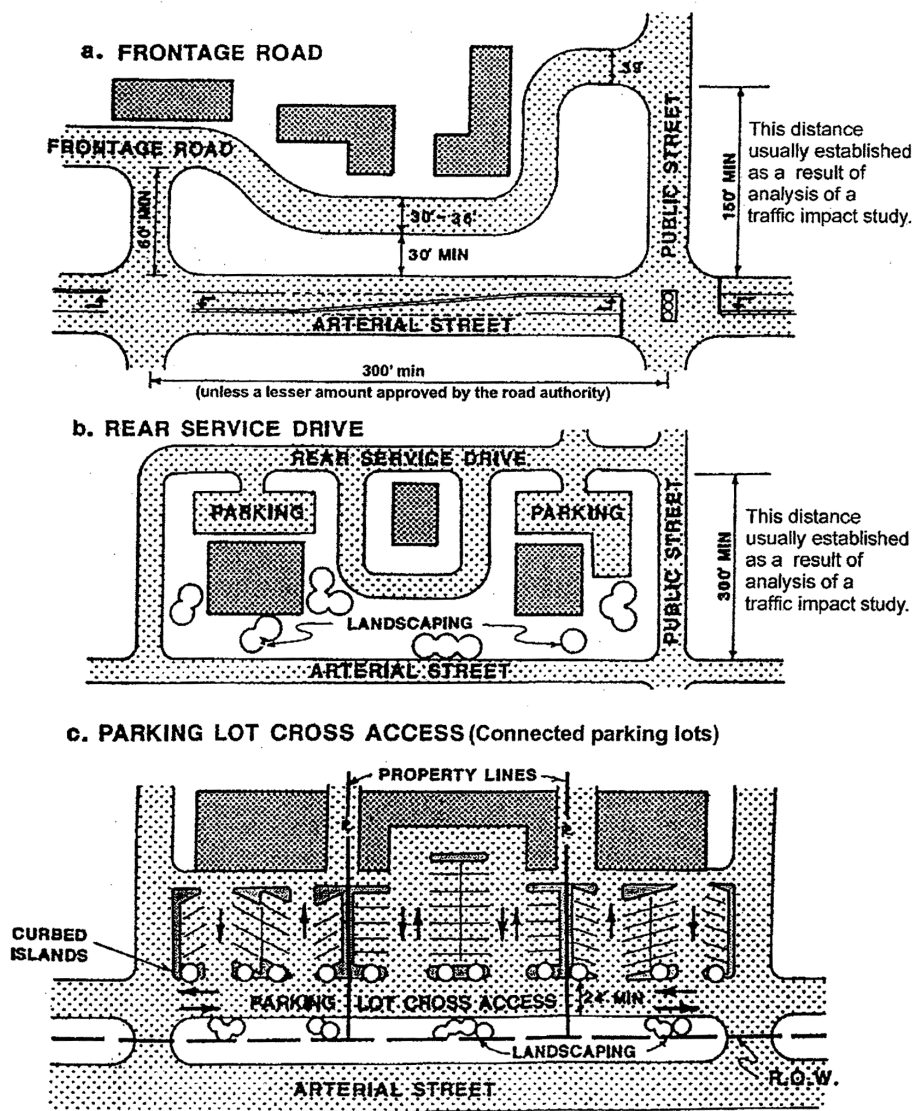 a. FRONTAGE ROAD
39'
FRONTAGE ROAD
PUBLIC STREET
150' MIN
This distance
usually established
as a result of
analysis of a
traffic impact study.
60' MIN
30' - 36'
30' MIN
ARTERIAL STREET
300' min
(unless a lesser amount approved by the road authority)
b. REAR SERVICE DRIVE
REAR SERVICE DRIVE
PARKING
PARKING
PUBLIC STREET
300' MIN
This distance
usually established
as a result of
analysis of a
traffic impact study.
LANDSCAPING
ARTERIAL STREET
c. PARKING LOT CROSS ACCESS (Connected parking lots)
PROPERTY LINES
CURBED
ISLANDS
PARKING LOT CROSS ACCESS
24' MIN
LANDSCAPING
R.O.W.
ARTERIAL STREET